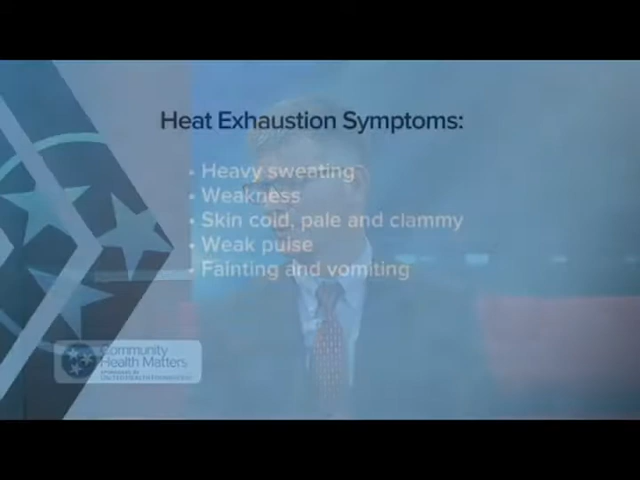 Heat Exhaustion Symptoms:
• Heavy sweating
• Weakness
• Skin cold, pale and clammy
• Weak pulse
• Fainting and vomiting
Community
Health Matters